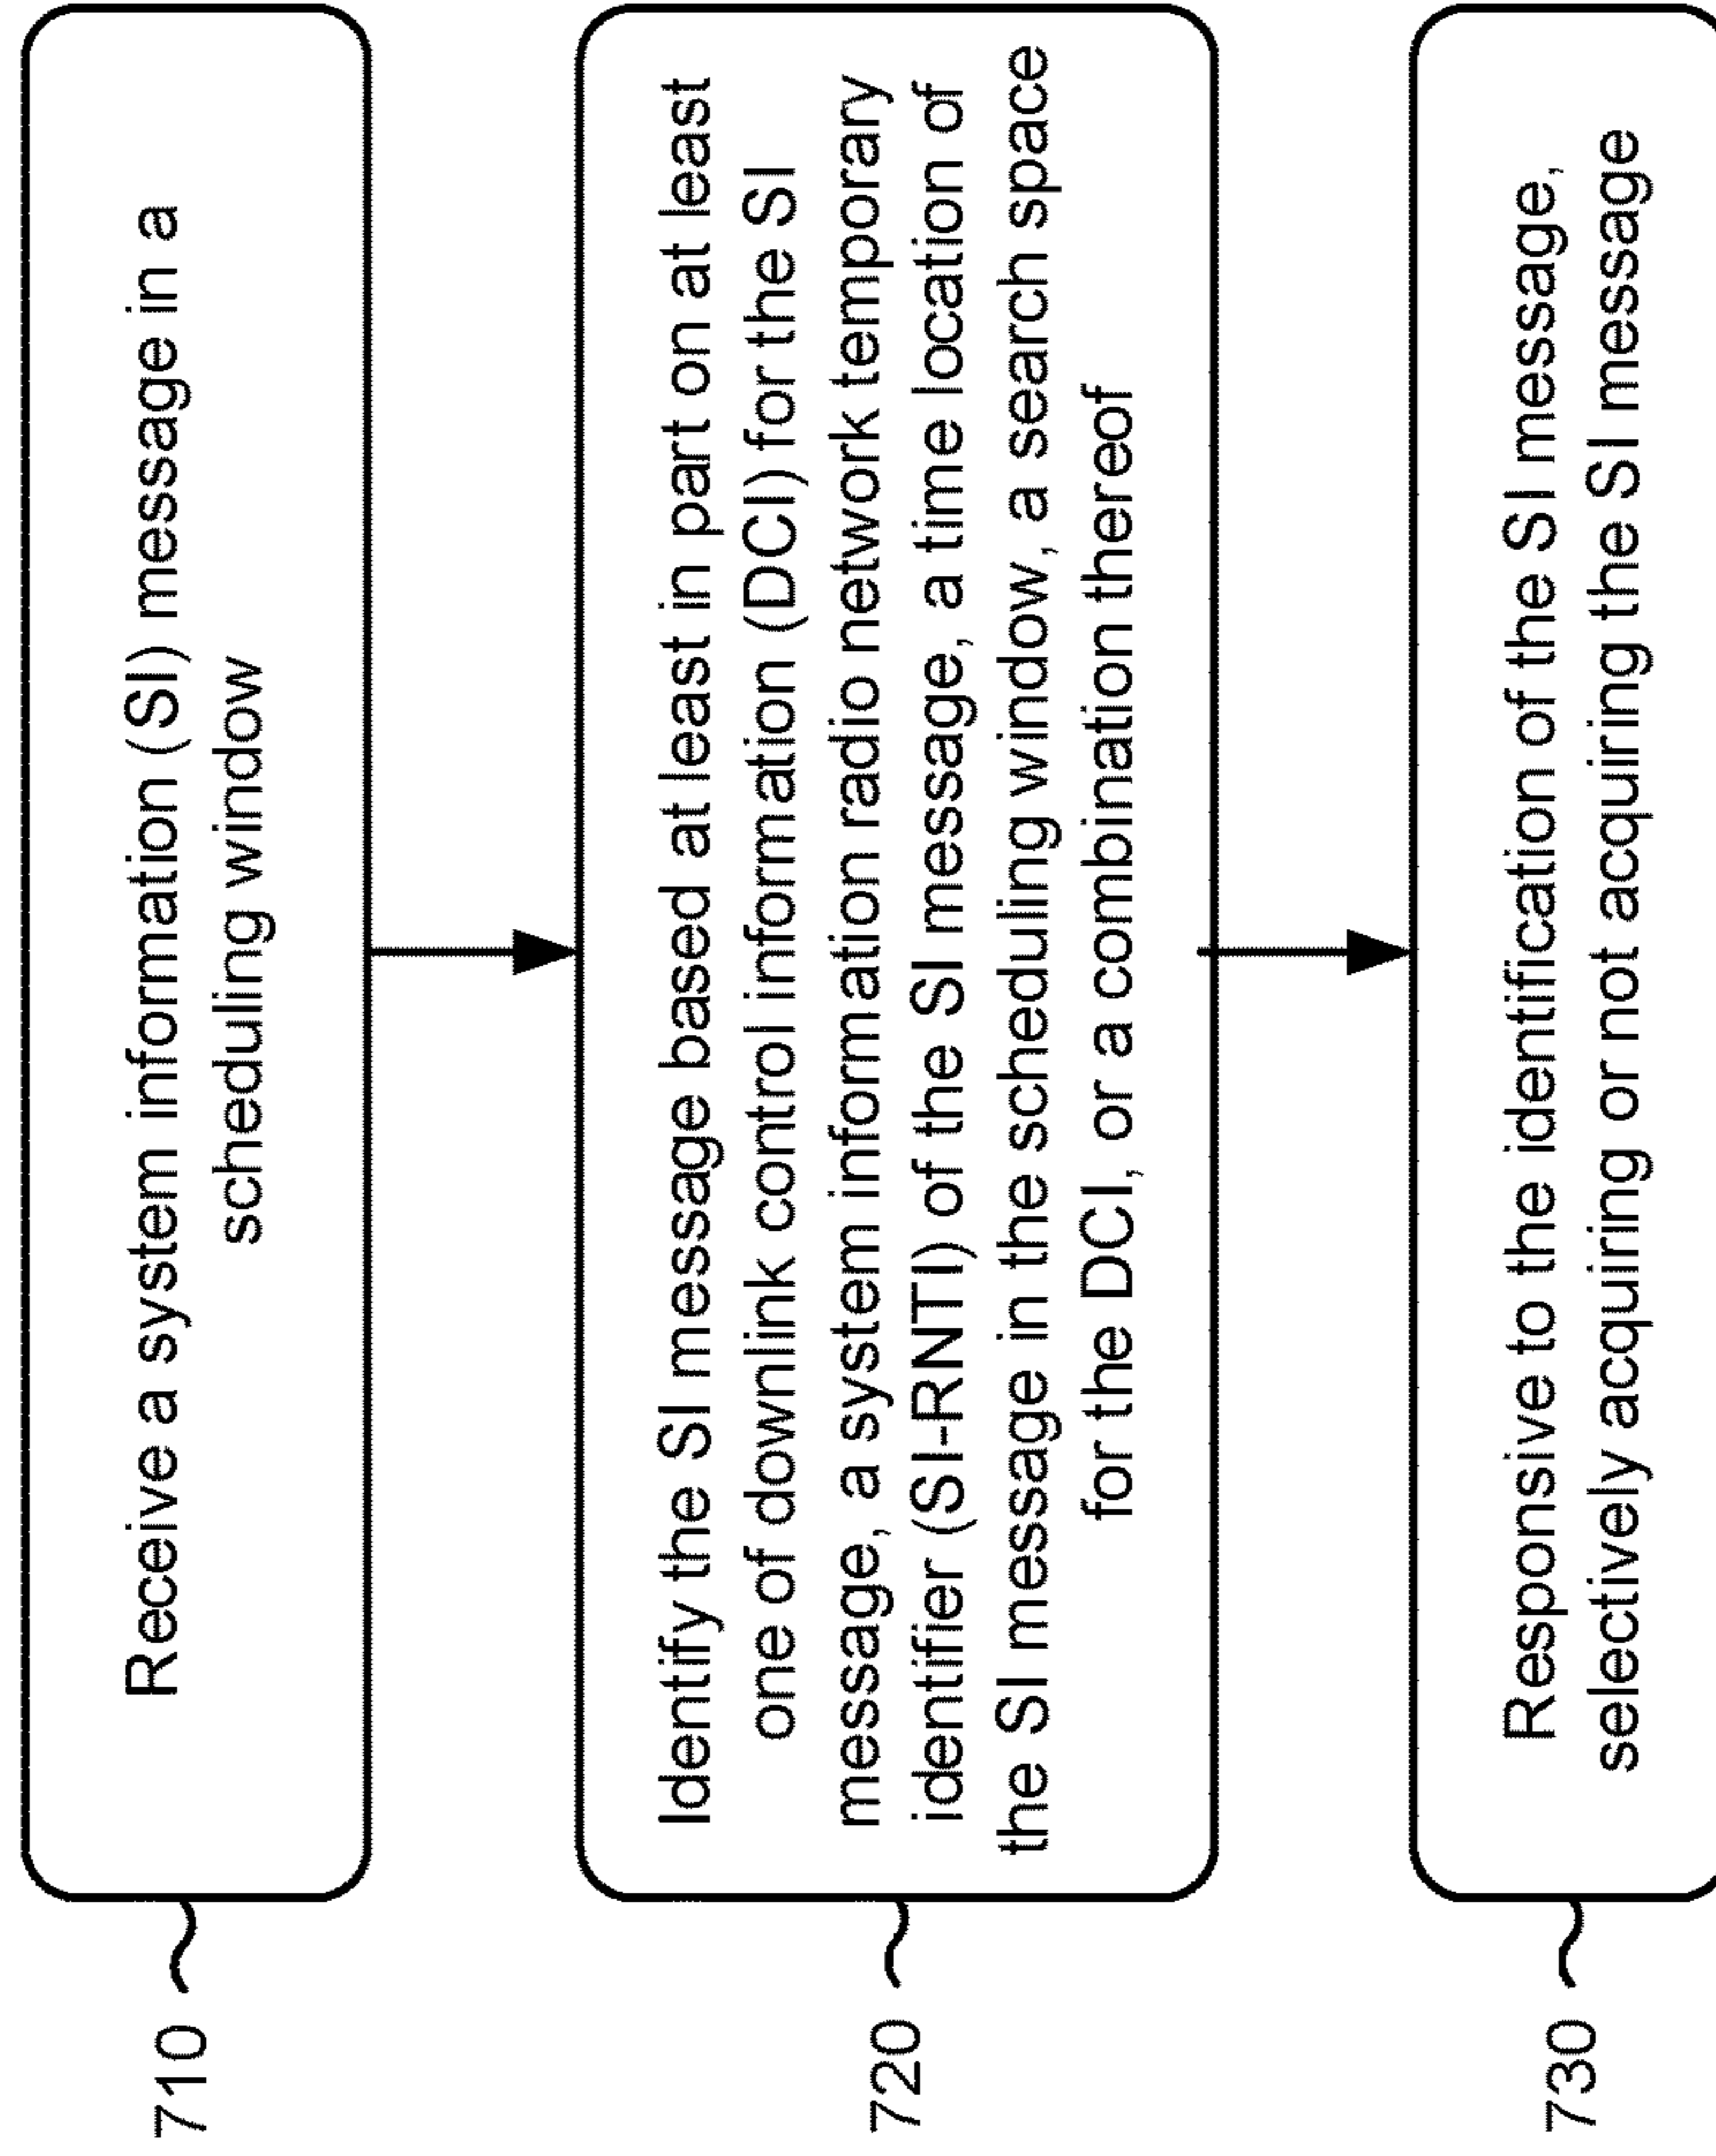 710
Receive a system information (SI) message in a
scheduling window
720
Identify the SI message based at least in part on at least
one of downlink control information (DCI) for the SI
message, a system information radio network temporary
identifier (SI-RNTI) of the SI message, a time location of
the SI message in the scheduling window, a search space
for the DCI, or a combination thereof
730
Responsive to the identification of the SI message,
selectively acquiring or not acquiring the SI message